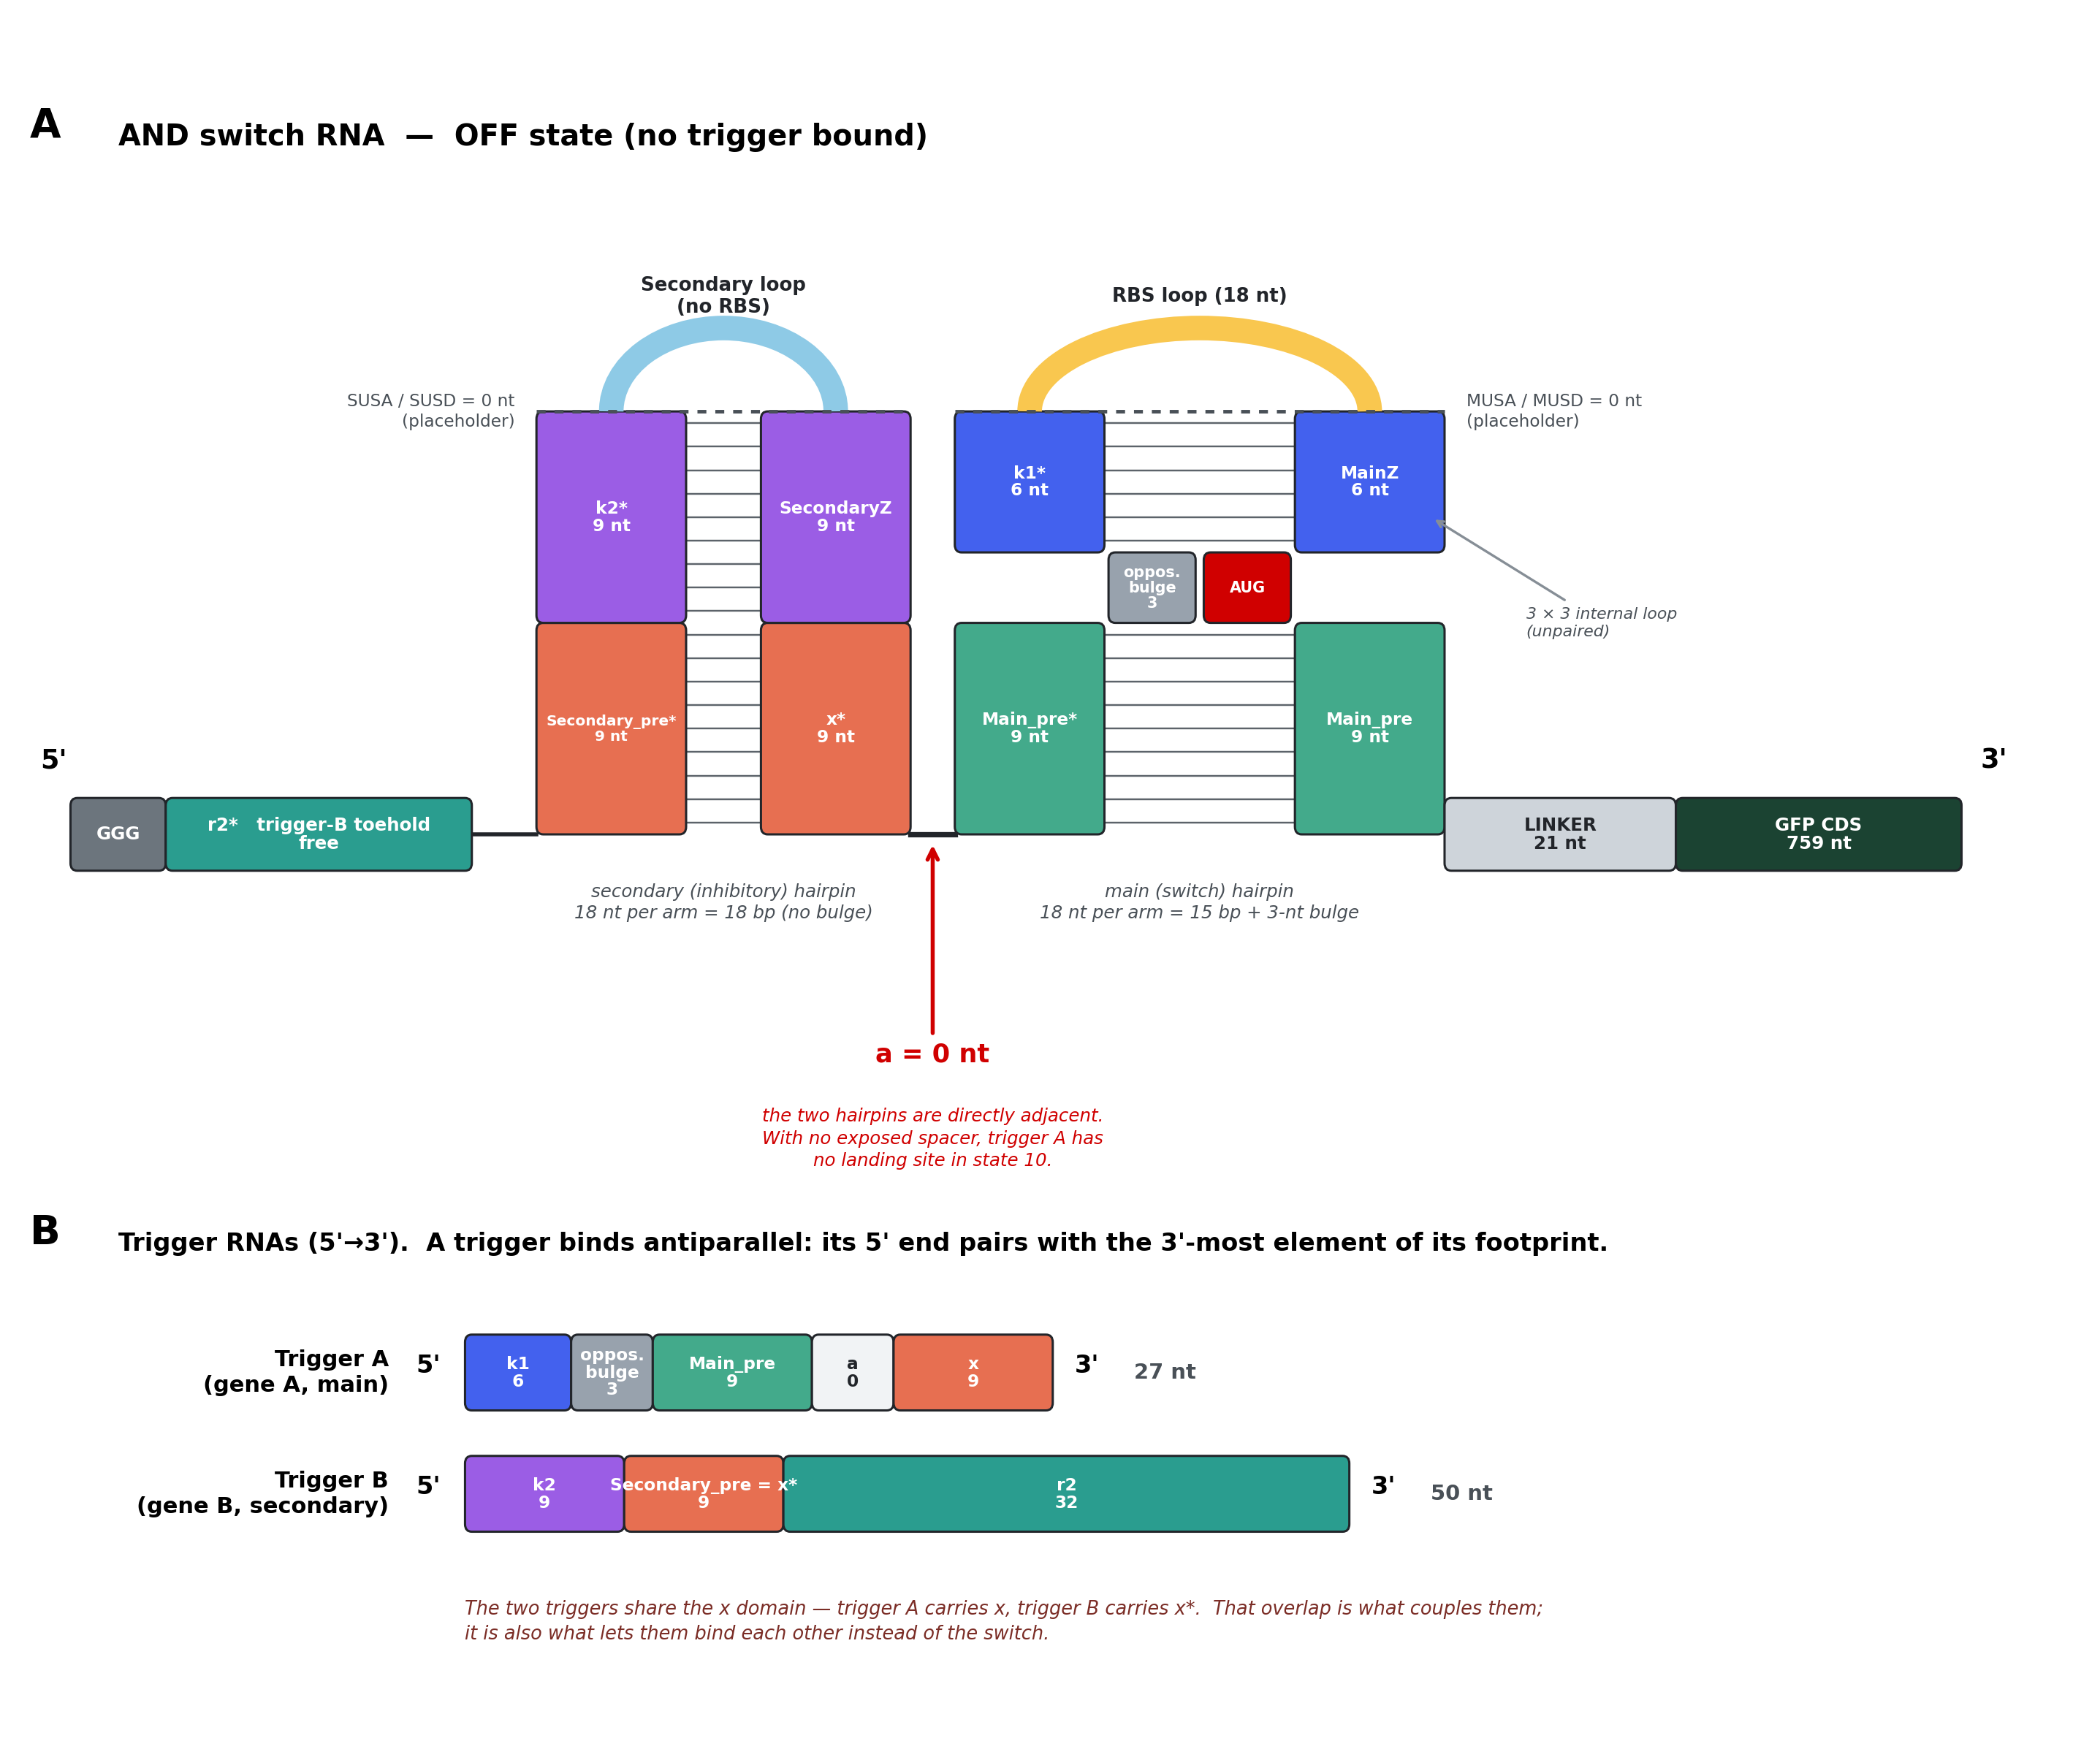 A
AND switch RNA — OFF state (no trigger bound)
Secondary loop
(no RBS)
RBS loop (18 nt)
SUSA / SUSD = 0 nt
(placeholder)
MUSA / MUSD = 0 nt
(placeholder)
k2*
9 nt
SecondaryZ
9 nt
k1*
6 nt
MainZ
6 nt
oppos.
bulge
3
AUG
3 × 3 internal loop
(unpaired)
Secondary_pre*
9 nt
x*
9 nt
Main_pre*
9 nt
Main_pre
9 nt
5'
3'
GGG
r2* trigger-B toehold
free
LINKER
21 nt
GFP CDS
759 nt
secondary (inhibitory) hairpin
18 nt per arm = 18 bp (no bulge)
main (switch) hairpin
18 nt per arm = 15 bp + 3-nt bulge
a = 0 nt
the two hairpins are directly adjacent.
With no exposed spacer, trigger A has
no landing site in state 10.
B
Trigger RNAs (5'→3'). A trigger binds antiparallel: its 5' end pairs with the 3'-most element of its footprint.
Trigger A
(gene A, main)
5'
k1
6
oppos.
bulge
3
Main_pre
9
a
0
x
9
3'
27 nt
Trigger B
(gene B, secondary)
5'
k2
9
Secondary_pre = x*
9
r2
32
3'
50 nt
The two triggers share the x domain — trigger A carries x, trigger B carries x*. That overlap is what couples them;
it is also what lets them bind each other instead of the switch.